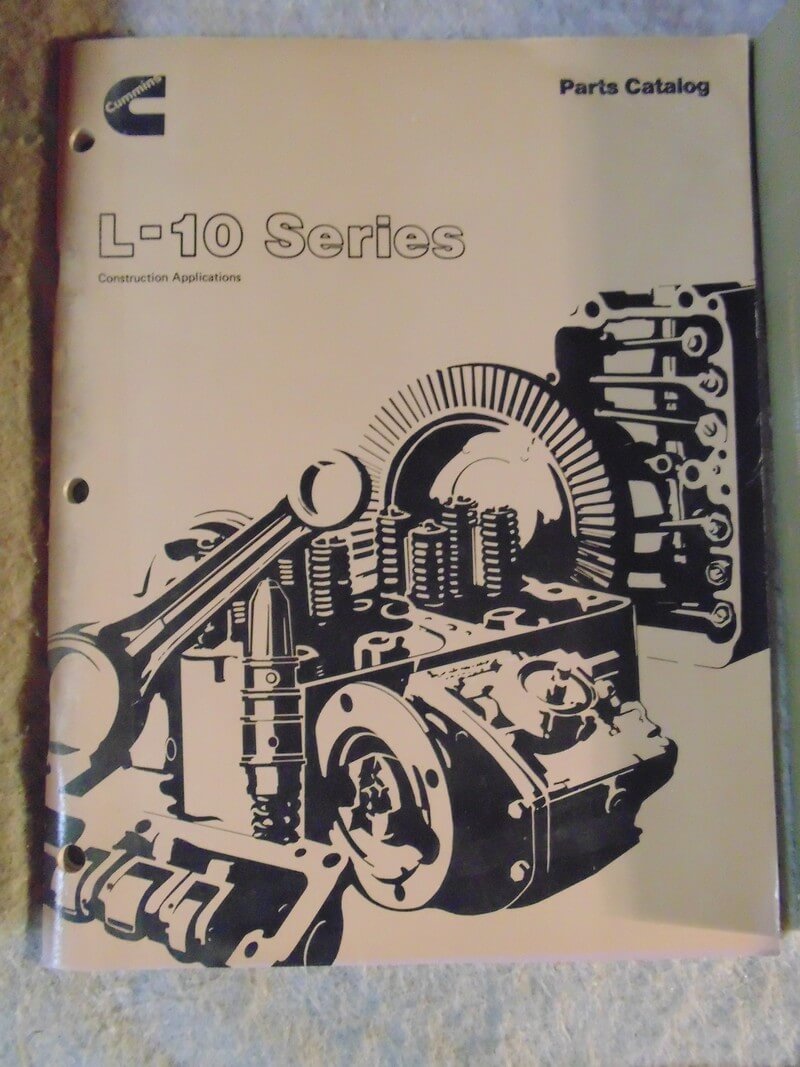 Cummins
Parts Catalog
L-10 Series
Construction Applications